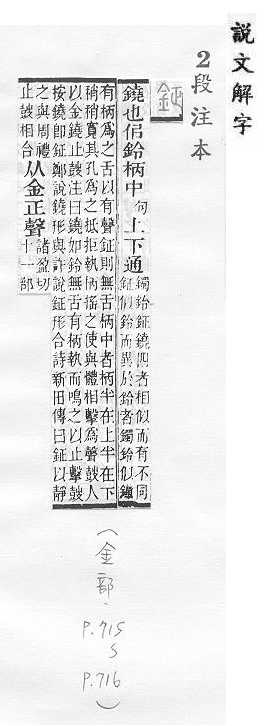 說文解字
2段注本
鉦
鐃也佀鈴柄中句上下通鐲鈴鉦鐃四者相似而有不同
鉦似鈴而異於鈴者鐲鈴似鐘
有柄爲之舌以有聲鉦則無舌柄中者柄半在上半在下
稍稍寬其孔爲之抵拒執柄搖之使與體相擊爲聲鼓人
以金鐃止鼓注曰鐃如鈴無舌有柄執而鳴之以止擊鼓
按鐃卽鉦鄭說鐃形與許說鉦形合詩新田傳曰鉦以靜
之與周禮
止鼓相合
从金正聲
諸盈切
十一部
(金部、
P.715
S
P.716)